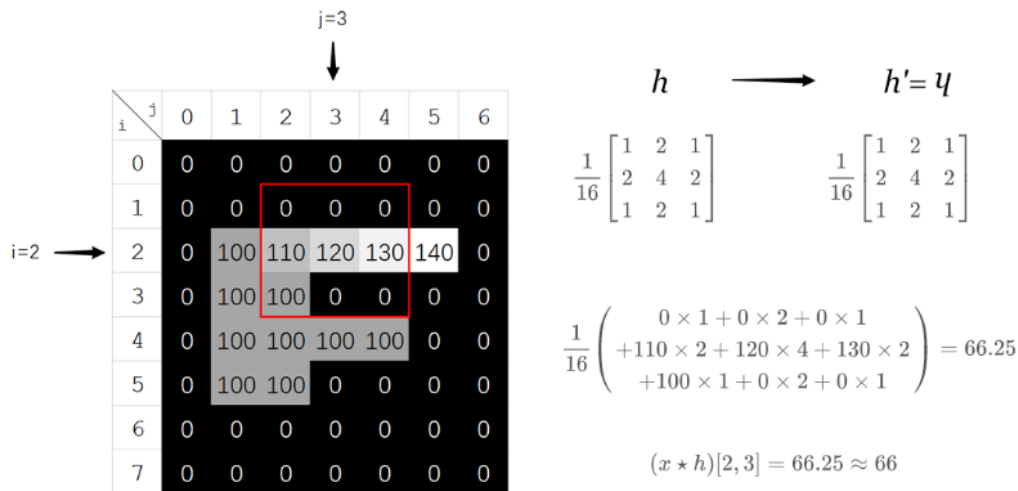 j=3
i j 0 1 2 3 4 5 6
0 0 0 0 0 0 0 0
1 0 0 0 0 0 0 0
i=2 2 0 100 110 120 130 140 0
3 0 100 100 0 0 0 0
4 0 100 100 100 100 0 0
5 0 100 100 0 0 0 0
6 0 0 0 0 0 0 0
7 0 0 0 0 0 0 0
h h'= y
1/16 [1 2 1
2 4 2
1 2 1]
1/16 [1 2 1
2 4 2
1 2 1]
1/16 ( 0 × 1 + 0 × 2 + 0 × 1
+110 × 2 + 120 × 4 + 130 × 2
+100 × 1 + 0 × 2 + 0 × 1 ) = 66.25
(x ⋆ h)[2, 3] = 66.25 ≈ 66